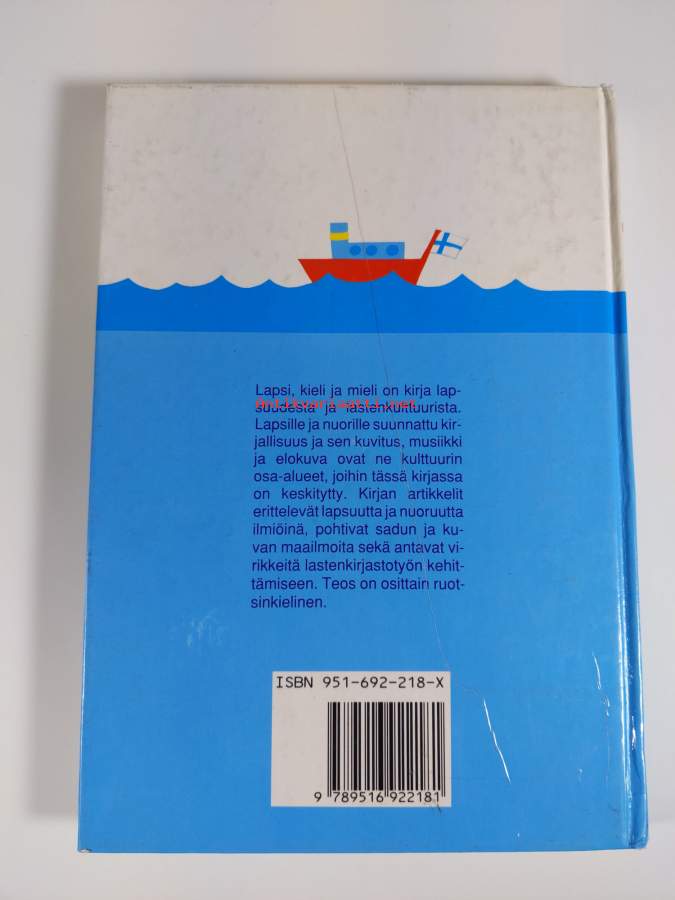 Lapsi, kieli ja mieli on kirja lap-
Antikvariaatti.net
suudesta ja lastenkulttuurista.
Lapsille ja nuorille suunnattu kir-
jallisuus ja sen kuvitus, musiikki
ja elokuva ovat ne kulttuurin
osa-alueet, joihin tässä kirjassa
on keskitytty. Kirjan artikkelit
erittelevät lapsuutta ja nuoruutta
ilmiöinä, pohtivat sadun ja ku-
van maailmoita sekä antavat vi-
rikkeitä lastenkirjastotyön kehit-
tämiseen. Teos on osittain ruot-
sinkielinen.
ISBN 951-692-218-X
9 789516 922181